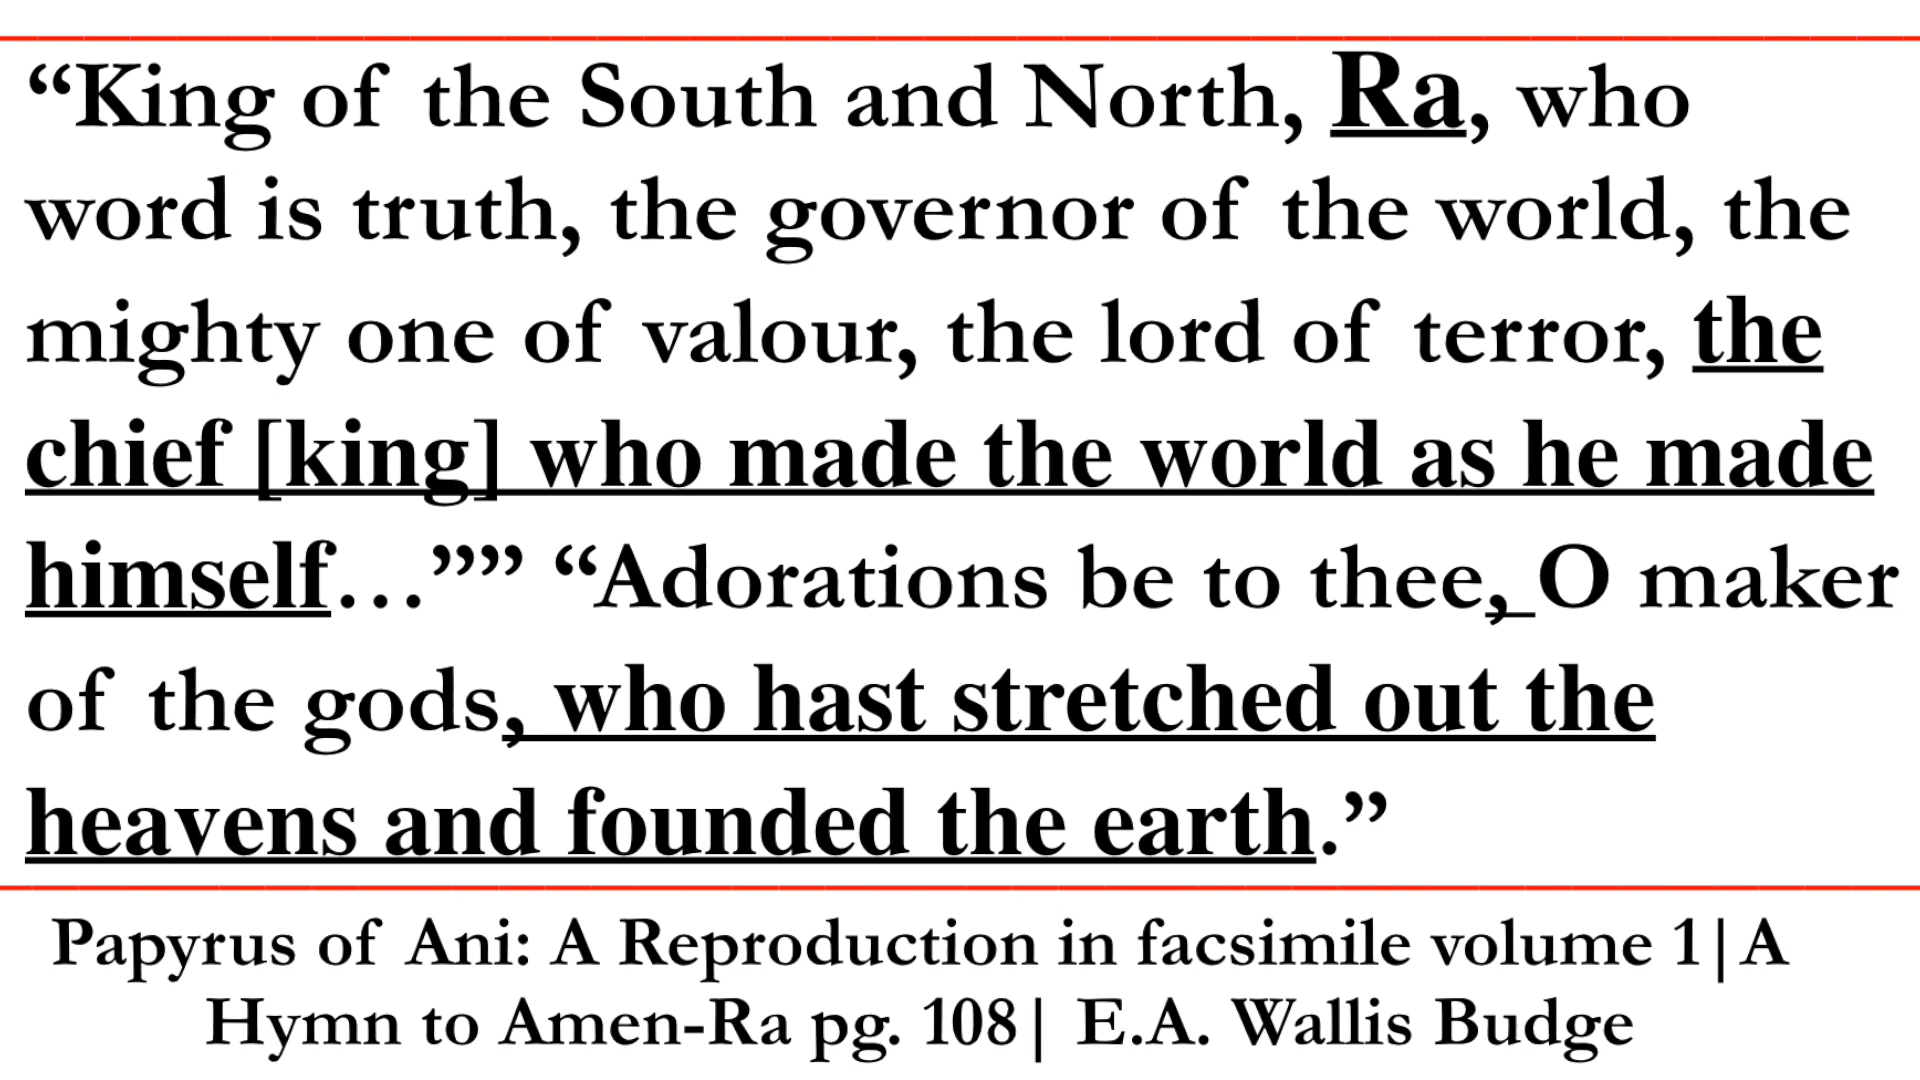 “King of the South and North, Ra, who
word is truth, the governor of the world, the
mighty one of valour, the lord of terror, the
chief [king] who made the world as he made
himself…”” “Adorations be to thee, O maker
of the gods, who hast stretched out the
heavens and founded the earth.”
Papyrus of Ani: A Reproduction in facsimile volume 1|A
Hymn to Amen-Ra pg. 108| E.A. Wallis Budge